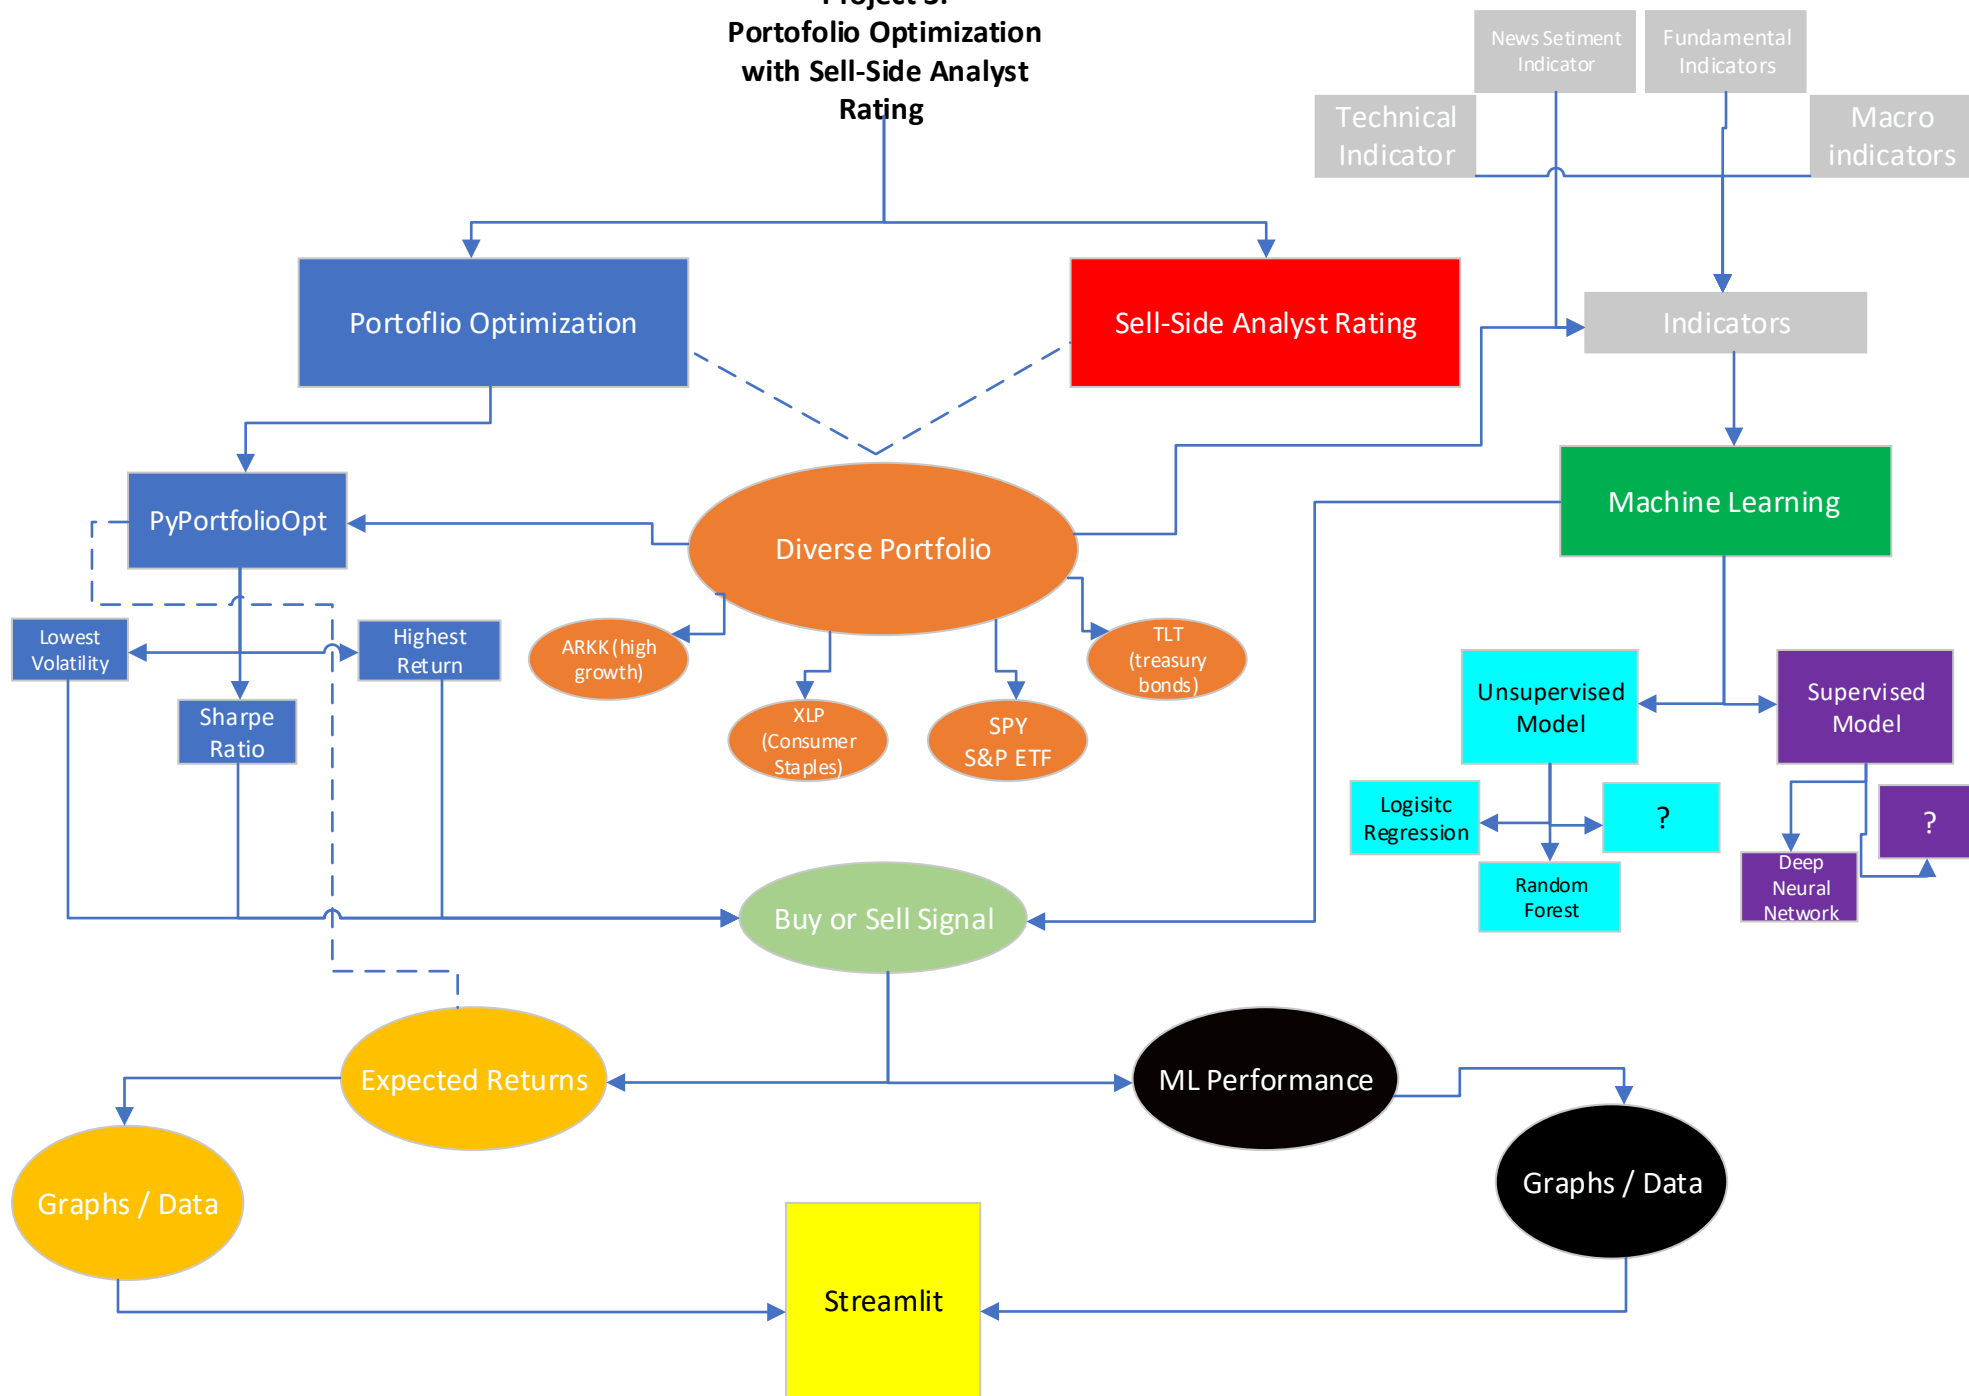 Project 3:
Portofolio Optimization
with Sell-Side Analyst
Rating
News Setiment
Indicator
Fundamental
Indicators
Technical
Indicator
Macro
indicators
Portoflio Optimization
Sell-Side Analyst Rating
Indicators
PyPortfolioOpt
Diverse Portfolio
Machine Learning
Lowest
Volatility
Highest
Return
Sharpe
Ratio
ARKK (high
growth)
XLP
(Consumer
Staples)
SPY
S&P ETF
TLT
(treasury
bonds)
Unsupervised
Model
Supervised
Model
Logisitc
Regression
?
Random
Forest
Deep
Neural
Network
?
Buy or Sell Signal
Expected Returns
ML Performance
Graphs / Data
Graphs / Data
Streamlit